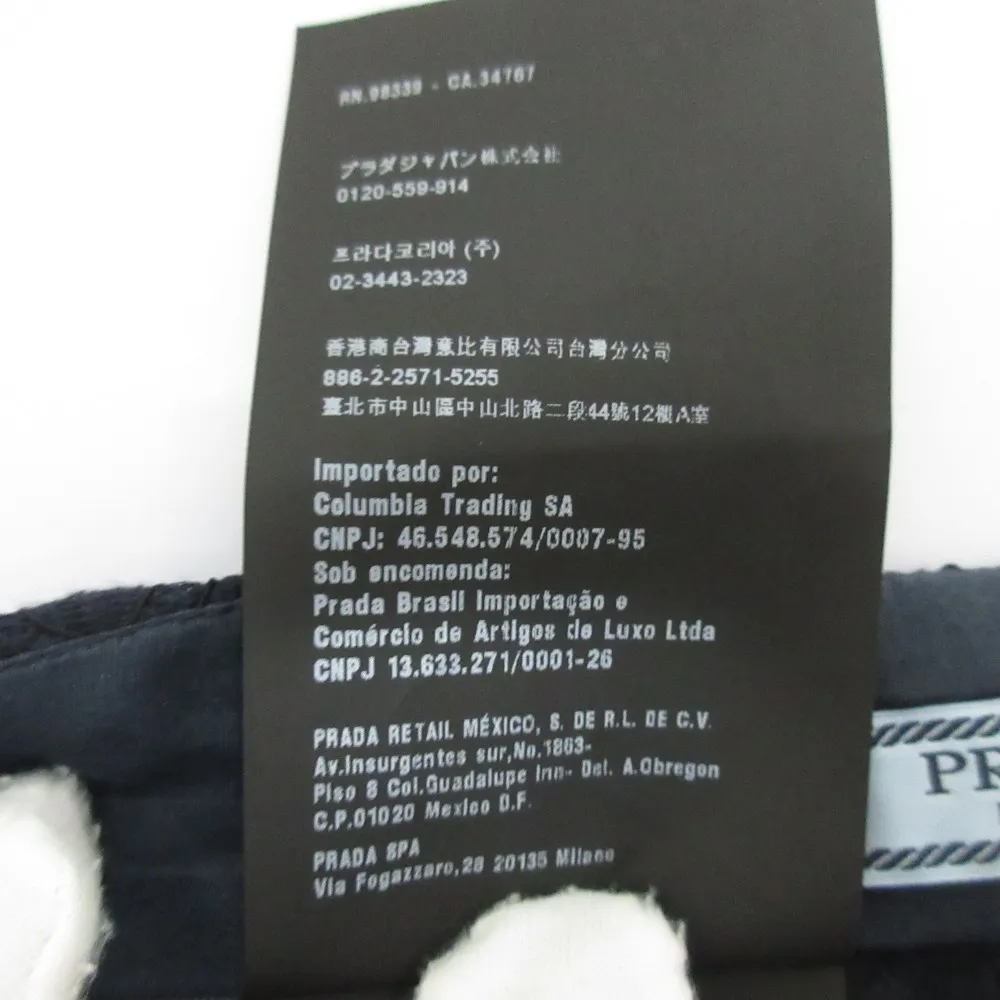 RN.98339 - CA.34767
プラダジャパン株式会社
0120-559-914
프라다코리아 (주)
02-3443-2323
香港商台灣意比有限公司台灣分公司
886-2-2571-5255
臺北市中山區中山北路二段44號12樓A室
Importado por:
Columbia Trading SA
CNPJ: 46.548.574/0007-95
Sob encomenda:
Prada Brasil Importação e
Comércio de Artigos de Luxo Ltda
CNPJ 13.633.271/0001-26
PRADA RETAIL MÉXICO, S. DE R.L. DE C.V.
Av.Insurgentes sur,No.1863-
Piso 8 Col.Guadalupe Inn- Del. A.Obregon
C.P.01020 Mexico D.F.
PRADA SPA
Via Fogazzaro,28 20135 Milano
PR